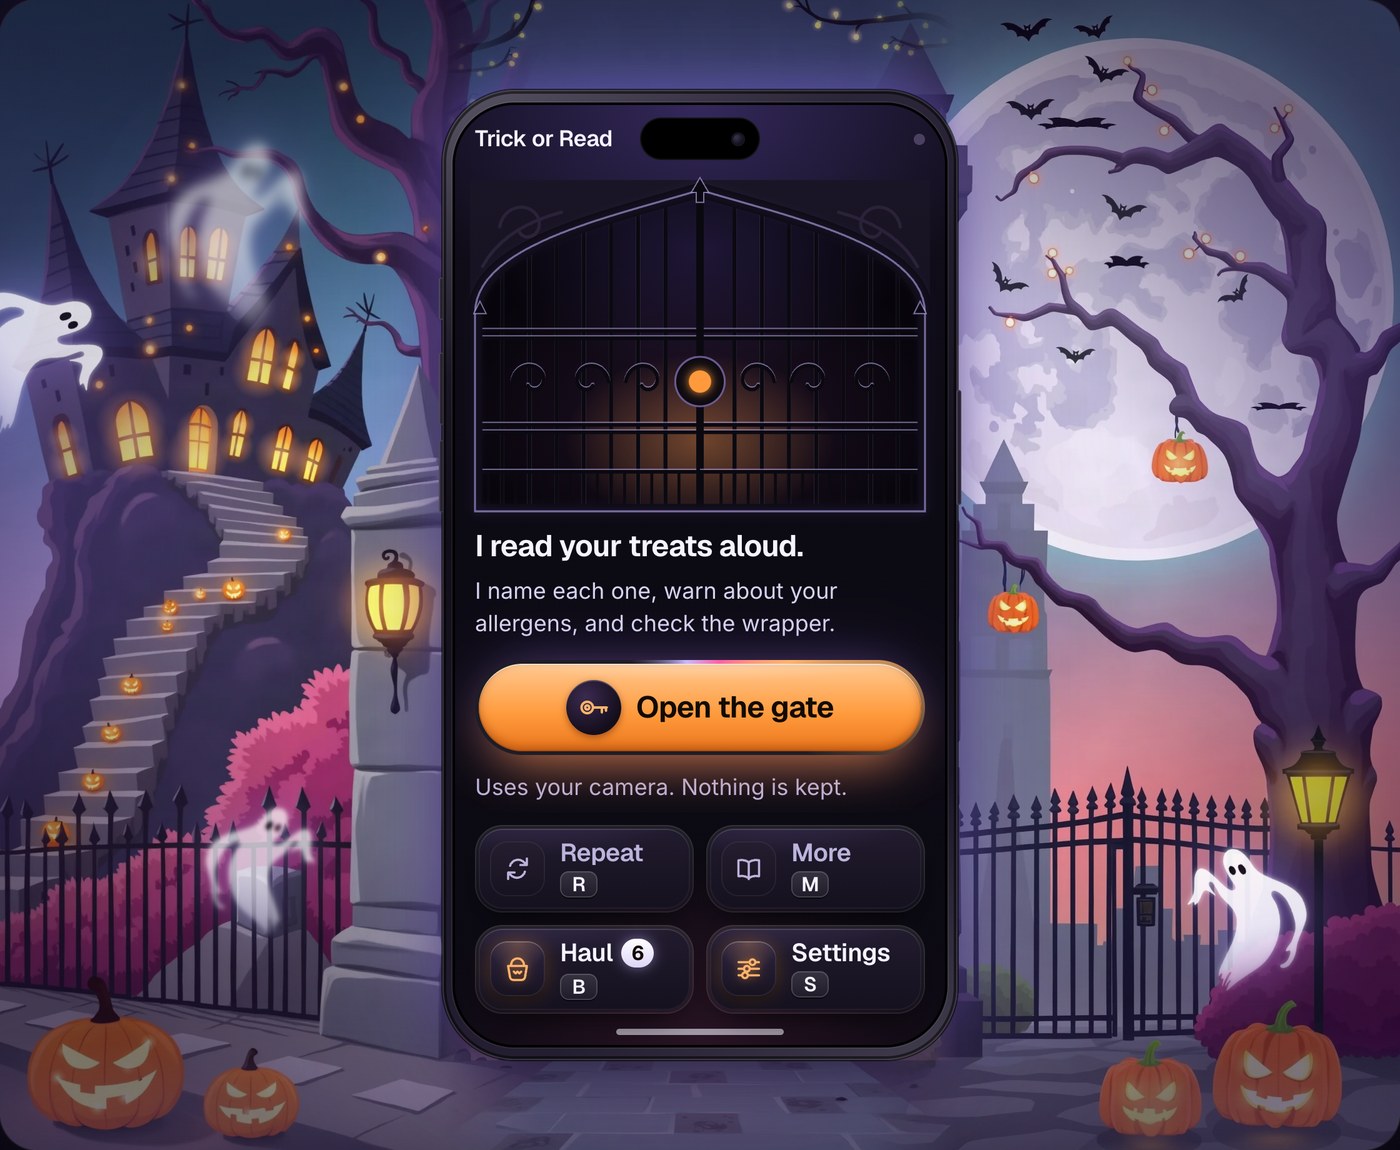 Trick or Read
I read your treats aloud.
I name each one, warn about your
allergens, and check the wrapper.
Open the gate
Uses your camera. Nothing is kept.
Repeat
R
More
M
Haul 6
B
Settings
S